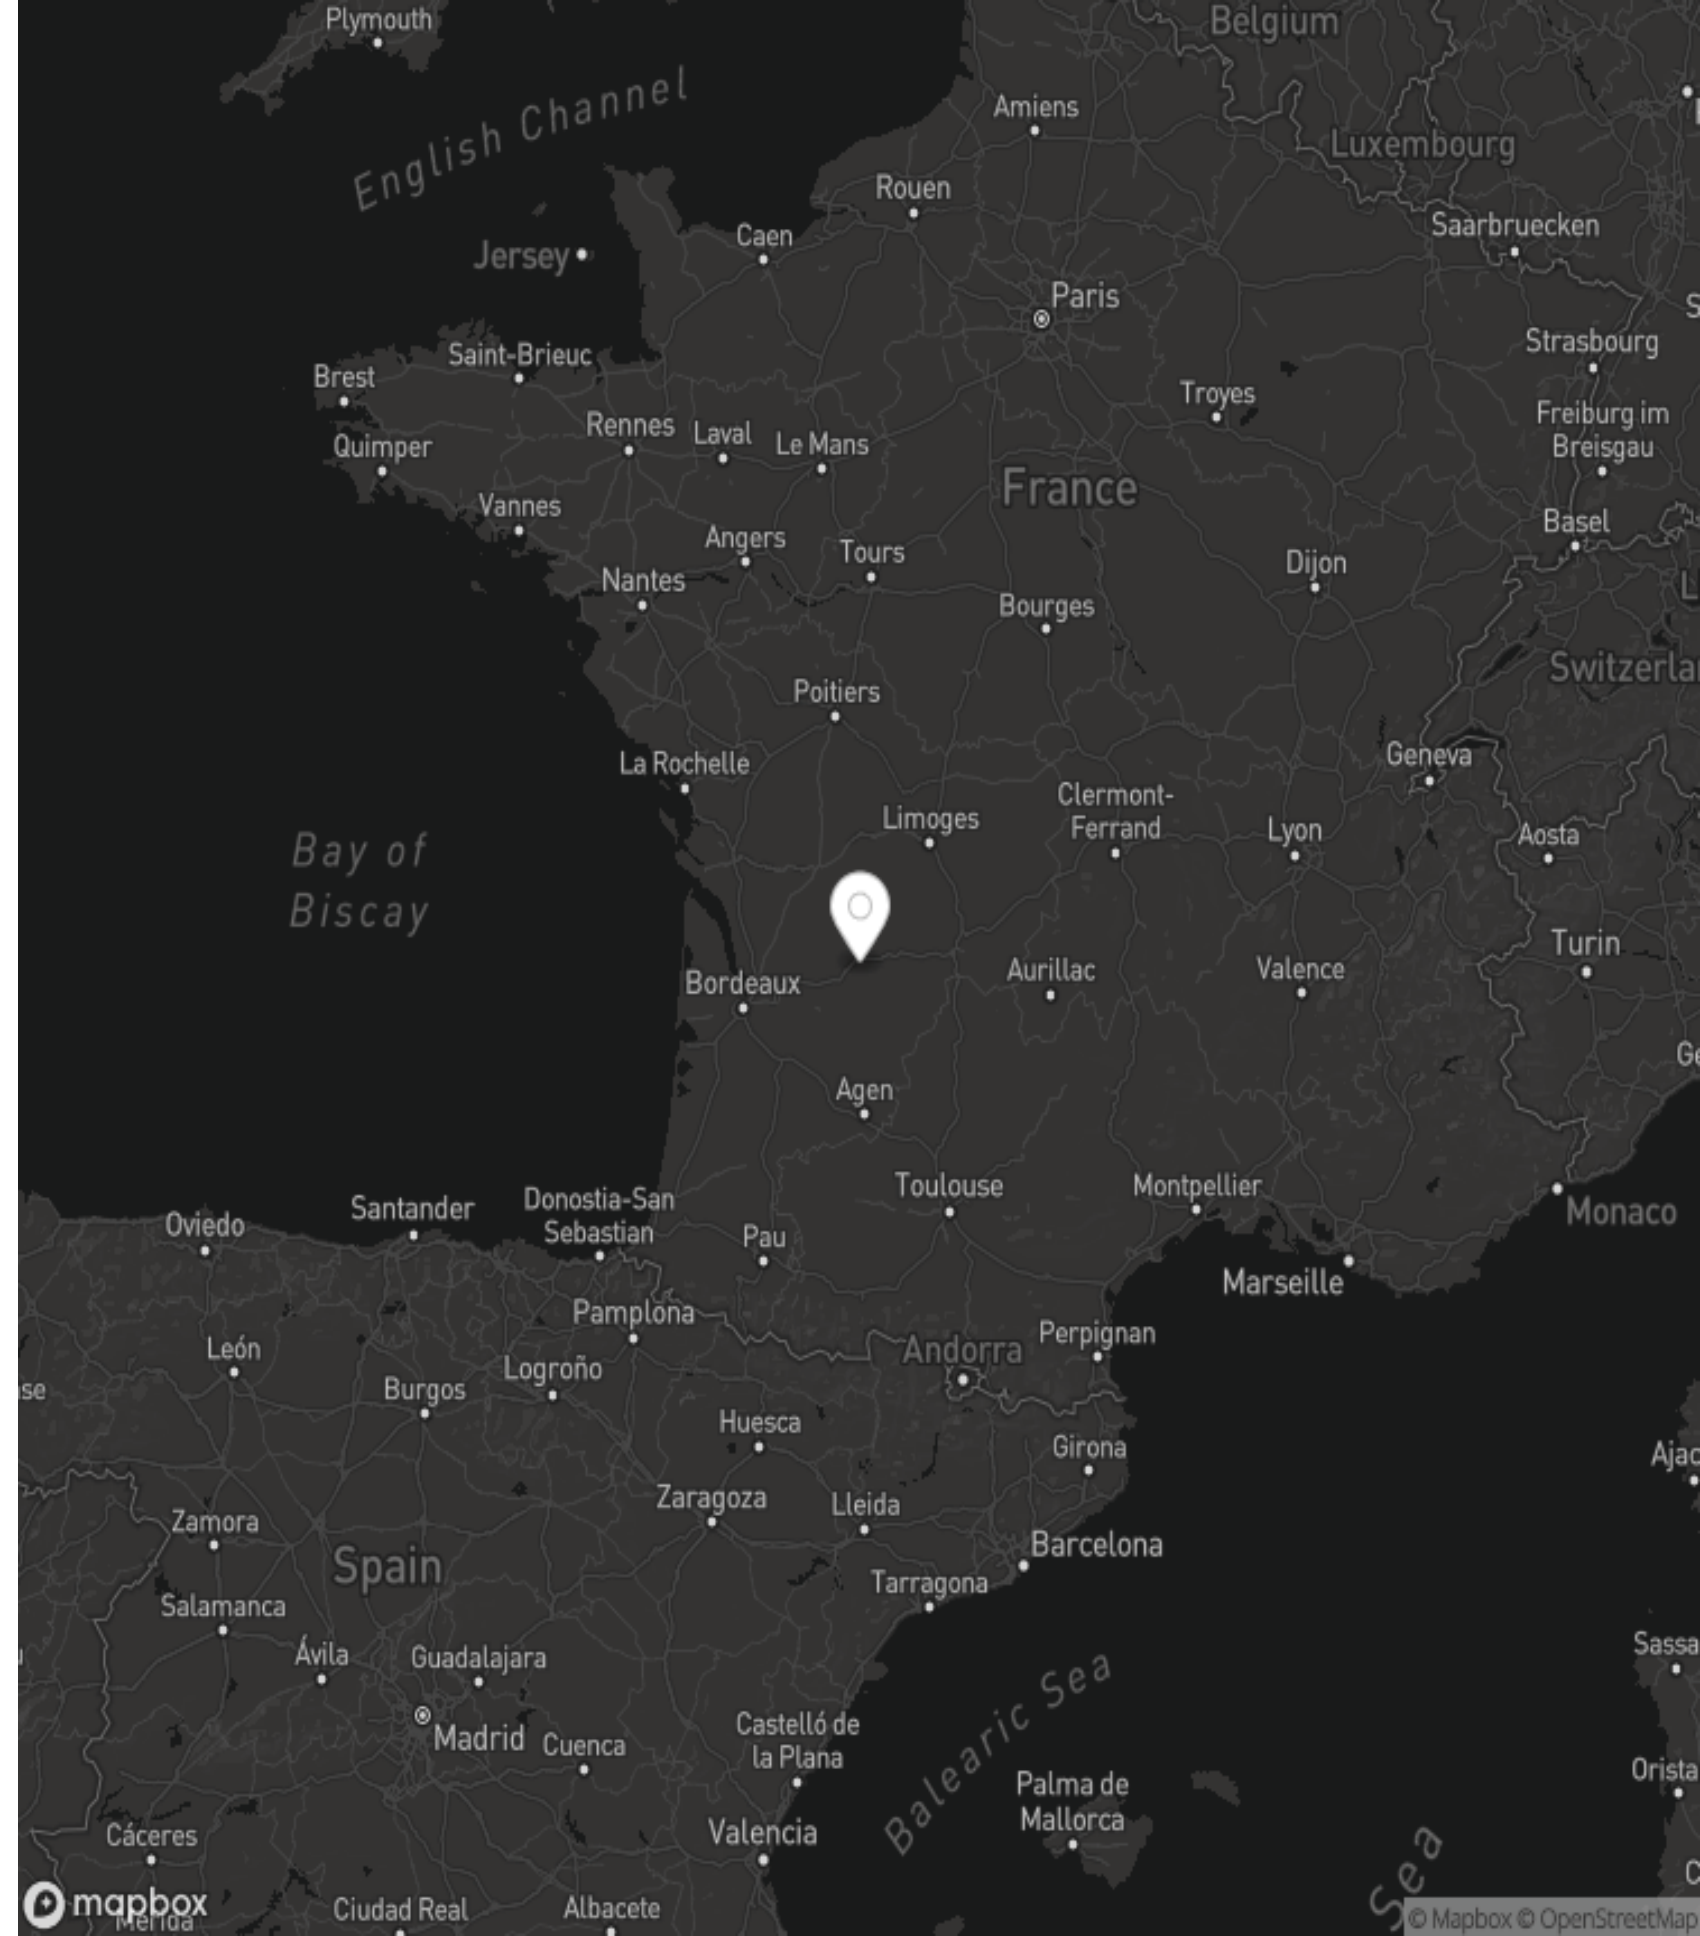 Plymouth
Belgium
English Channel
Amiens
Luxembourg
Rouen
Saarbruecken
Caen
Jersey
Paris
Strasbourg
Saint-Brieuc
Brest
Troyes
Freiburg im
Breisgau
Rennes
Laval
Le Mans
Quimper
France
Vannes
Basel
Angers
Tours
Dijon
Nantes
Bourges
Switzerla
Poitiers
La Rochelle
Geneva
Clermont-
Ferrand
Limoges
Lyon
Aosta
Bay of
Biscay
Turin
Aurillac
Valence
Bordeaux
Ge
Agen
Toulouse
Montpellier
Donostia-San
Sebastian
Santander
Oviedo
Monaco
Pau
Marseille
Pamplona
Perpignan
León
Andorra
Logroño
Burgos
se
Huesca
Girona
Ajac
Zaragoza
Lleida
Zamora
Barcelona
Spain
Tarragona
Salamanca
Sassa
Ávila
Guadalajara
Balearic Sea
Madrid
Cuenca
Castelló de
la Plana
Orista
Palma de
Mallorca
Valencia
Cáceres
Sea
mapbox
Mérida
Ciudad Real
Albacete
© Mapbox © OpenStreetMap